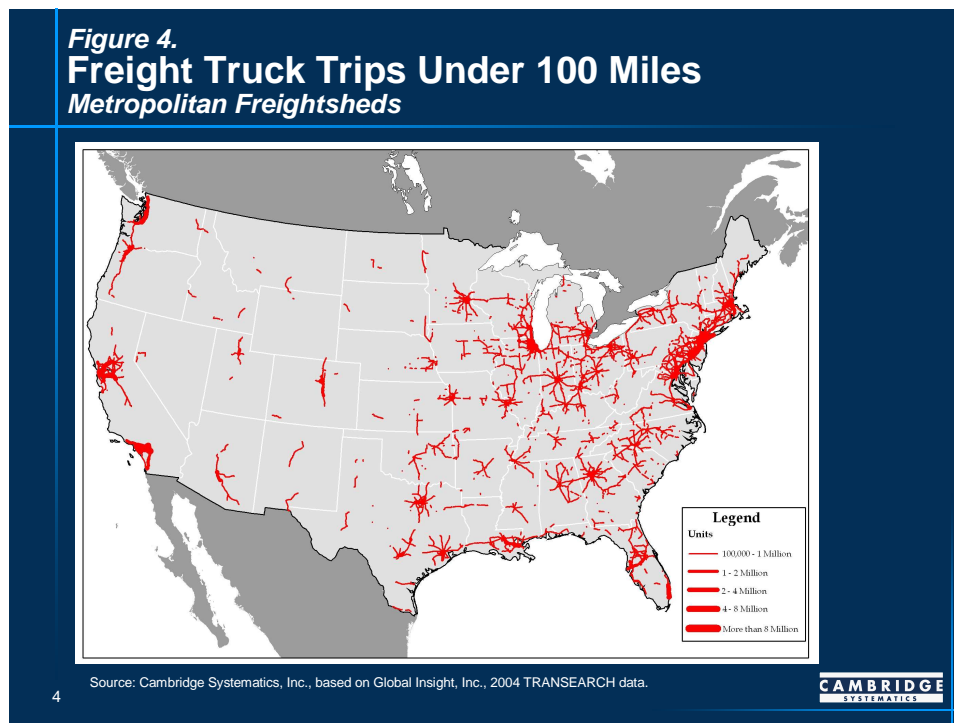 Figure 4.
Freight Truck Trips Under 100 Miles
Metropolitan Freightsheds
Legend
Units
100,000 - 1 Million
1 - 2 Million
2 - 4 Million
4 - 8 Million
More than 8 Million
Source: Cambridge Systematics, Inc., based on Global Insight, Inc., 2004 TRANSEARCH data.
4
CAMBRIDGE
SYSTEMATICS